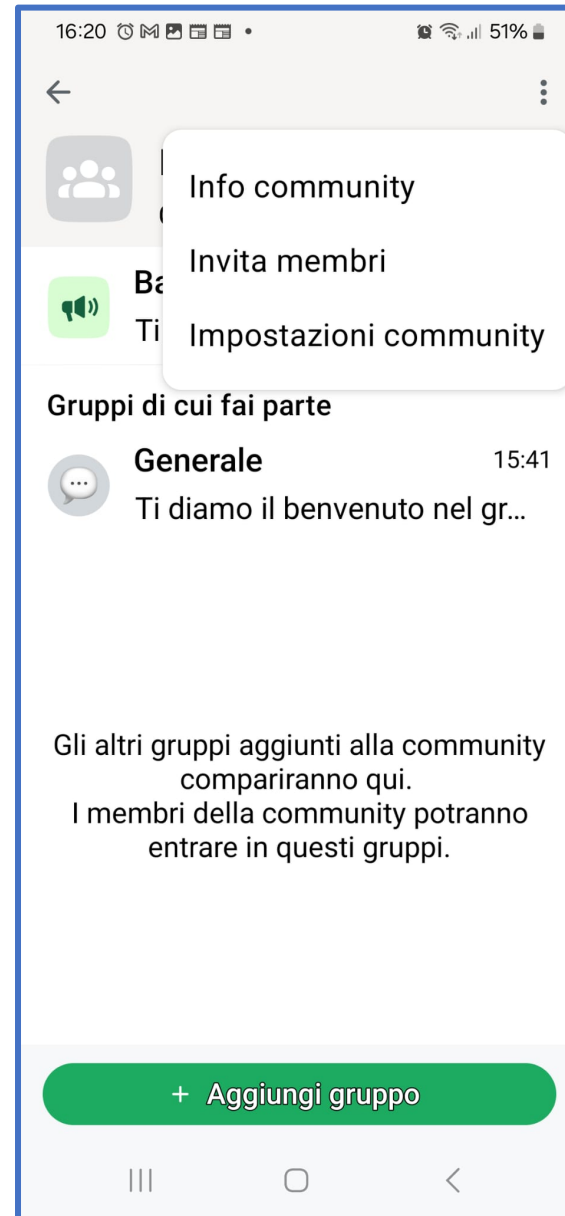 16:20
51%
Info community
Invita membri
Impostazioni community
Ti
Gruppi di cui fai parte
Generale 15:41
Ti diamo il benvenuto nel gr...
Gli altri gruppi aggiunti alla community
compariranno qui.
I membri della community potranno
entrare in questi gruppi.
+ Aggiungi gruppo